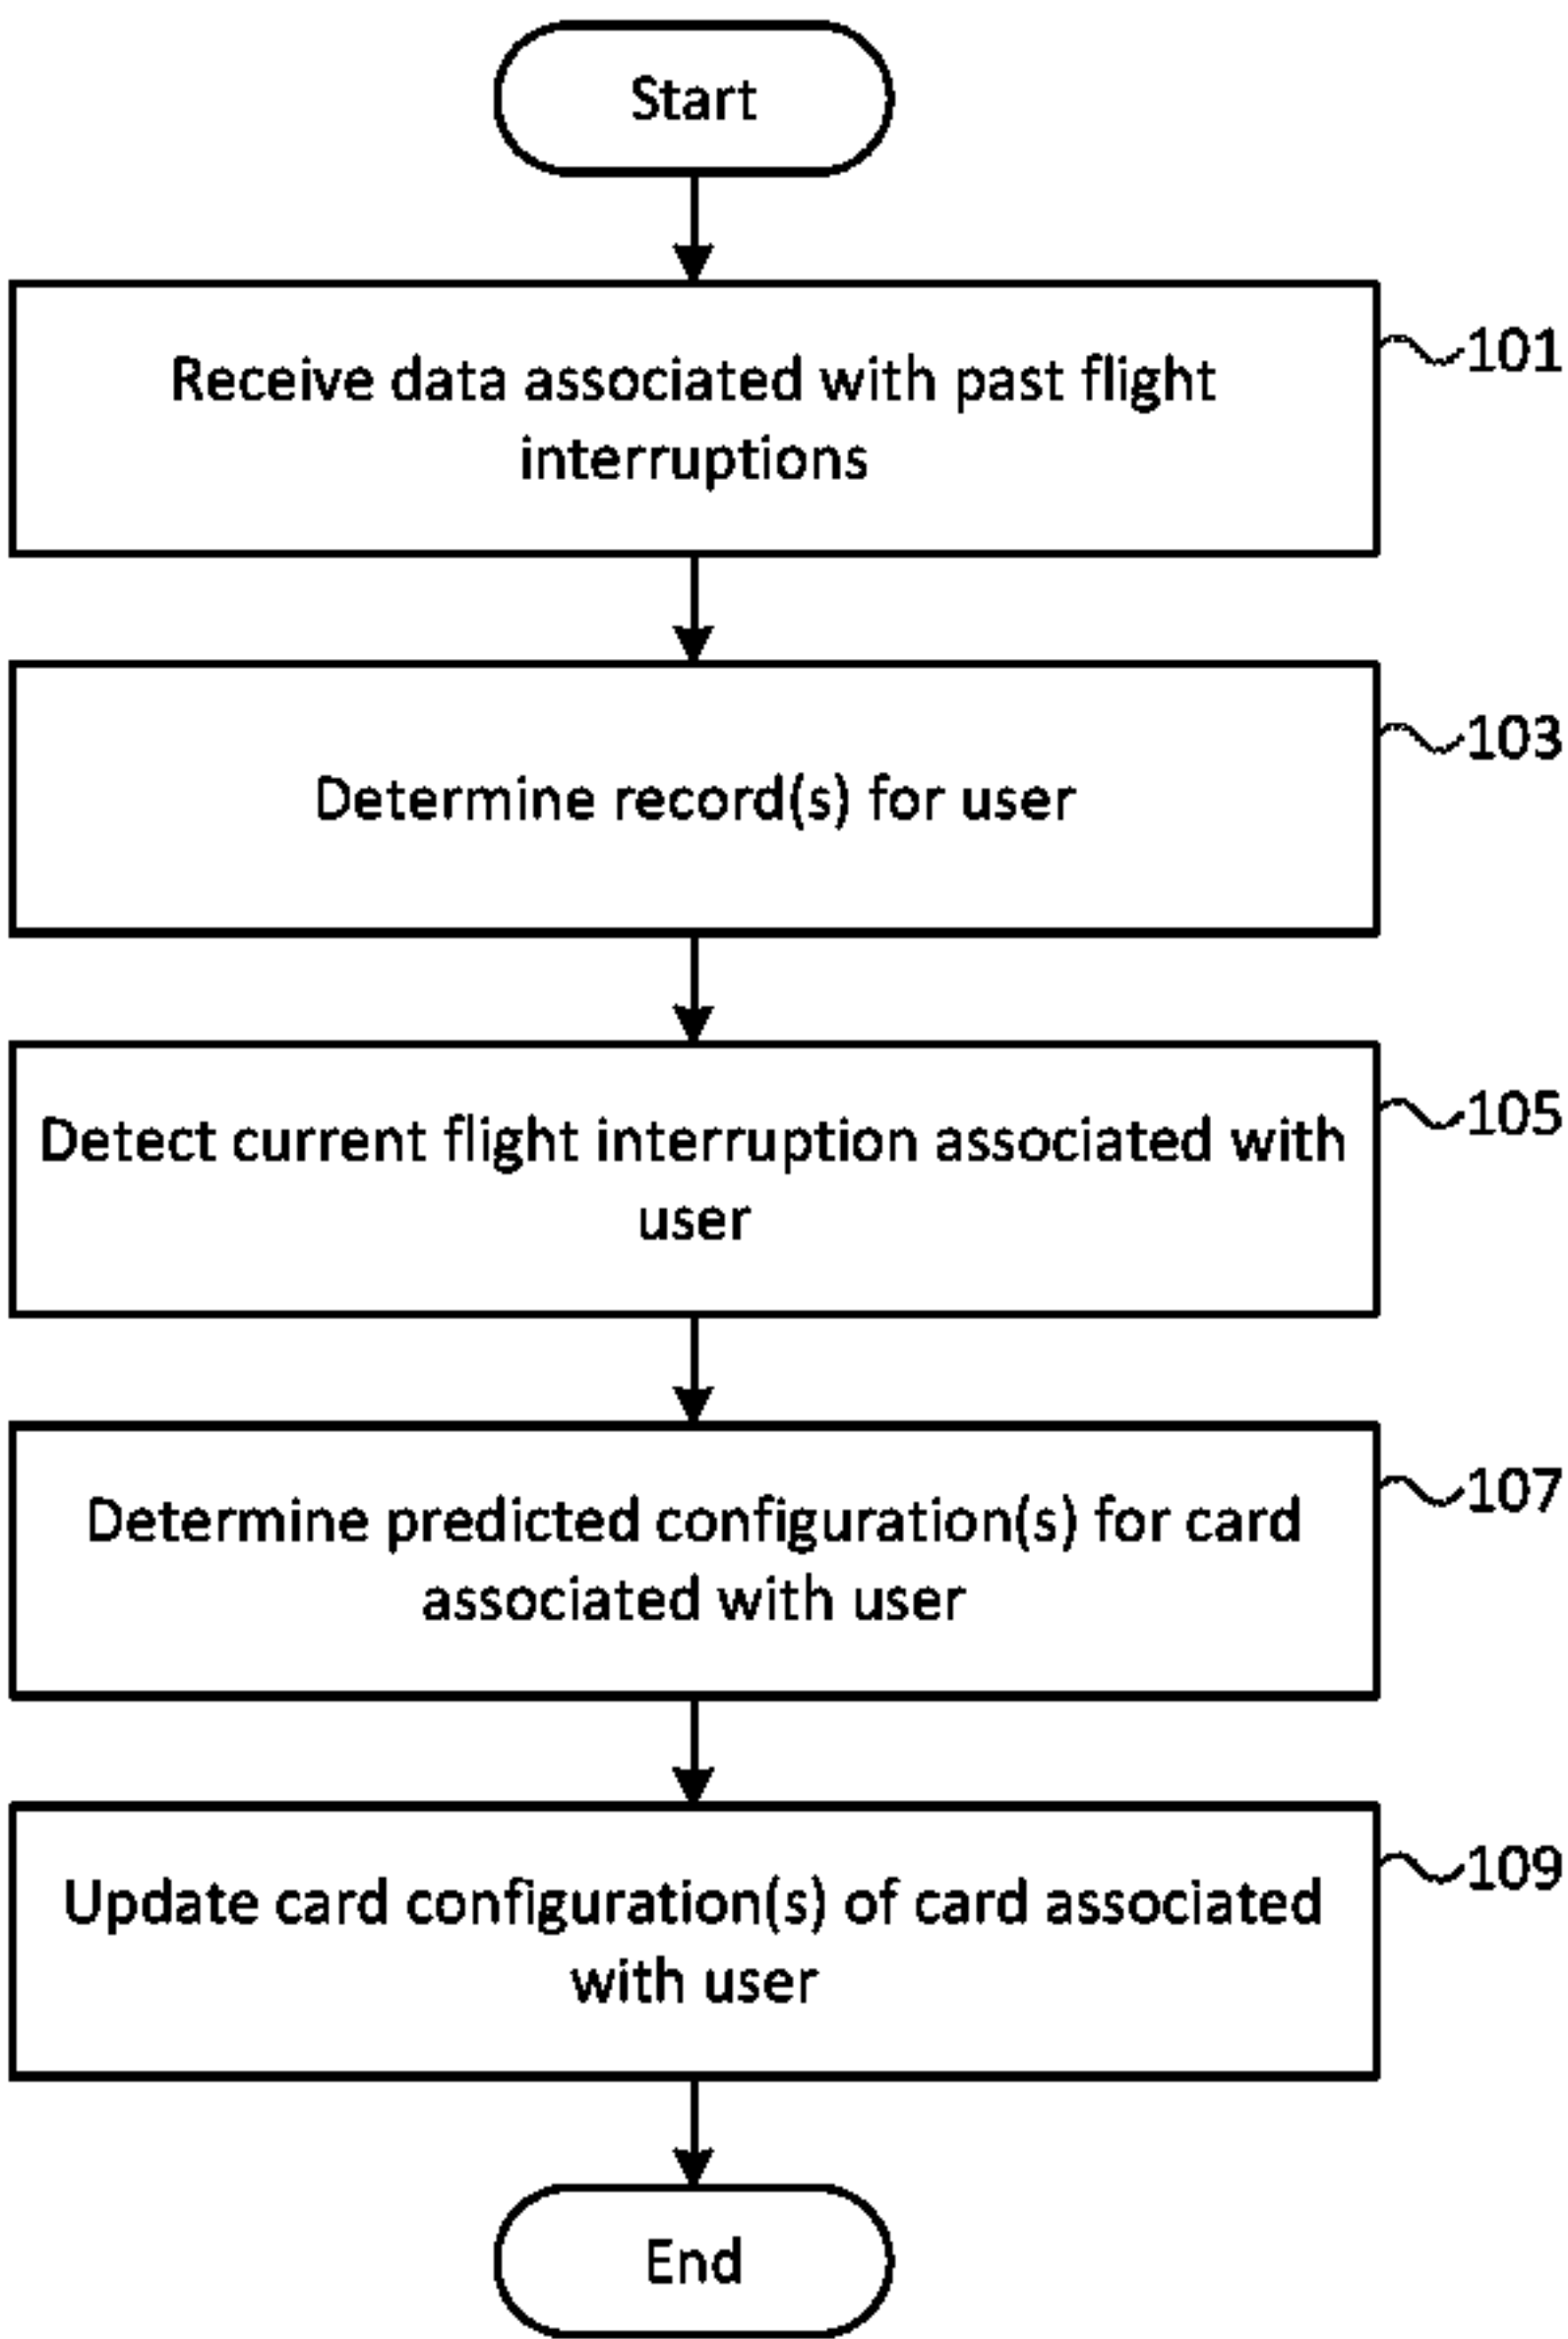 Start
Receive data associated with past flight
interruptions
101
Determine record(s) for user
103
Detect current flight interruption associated with
user
105
Determine predicted configuration(s) for card
associated with user
107
Update card configuration(s) of card associated
with user
109
End